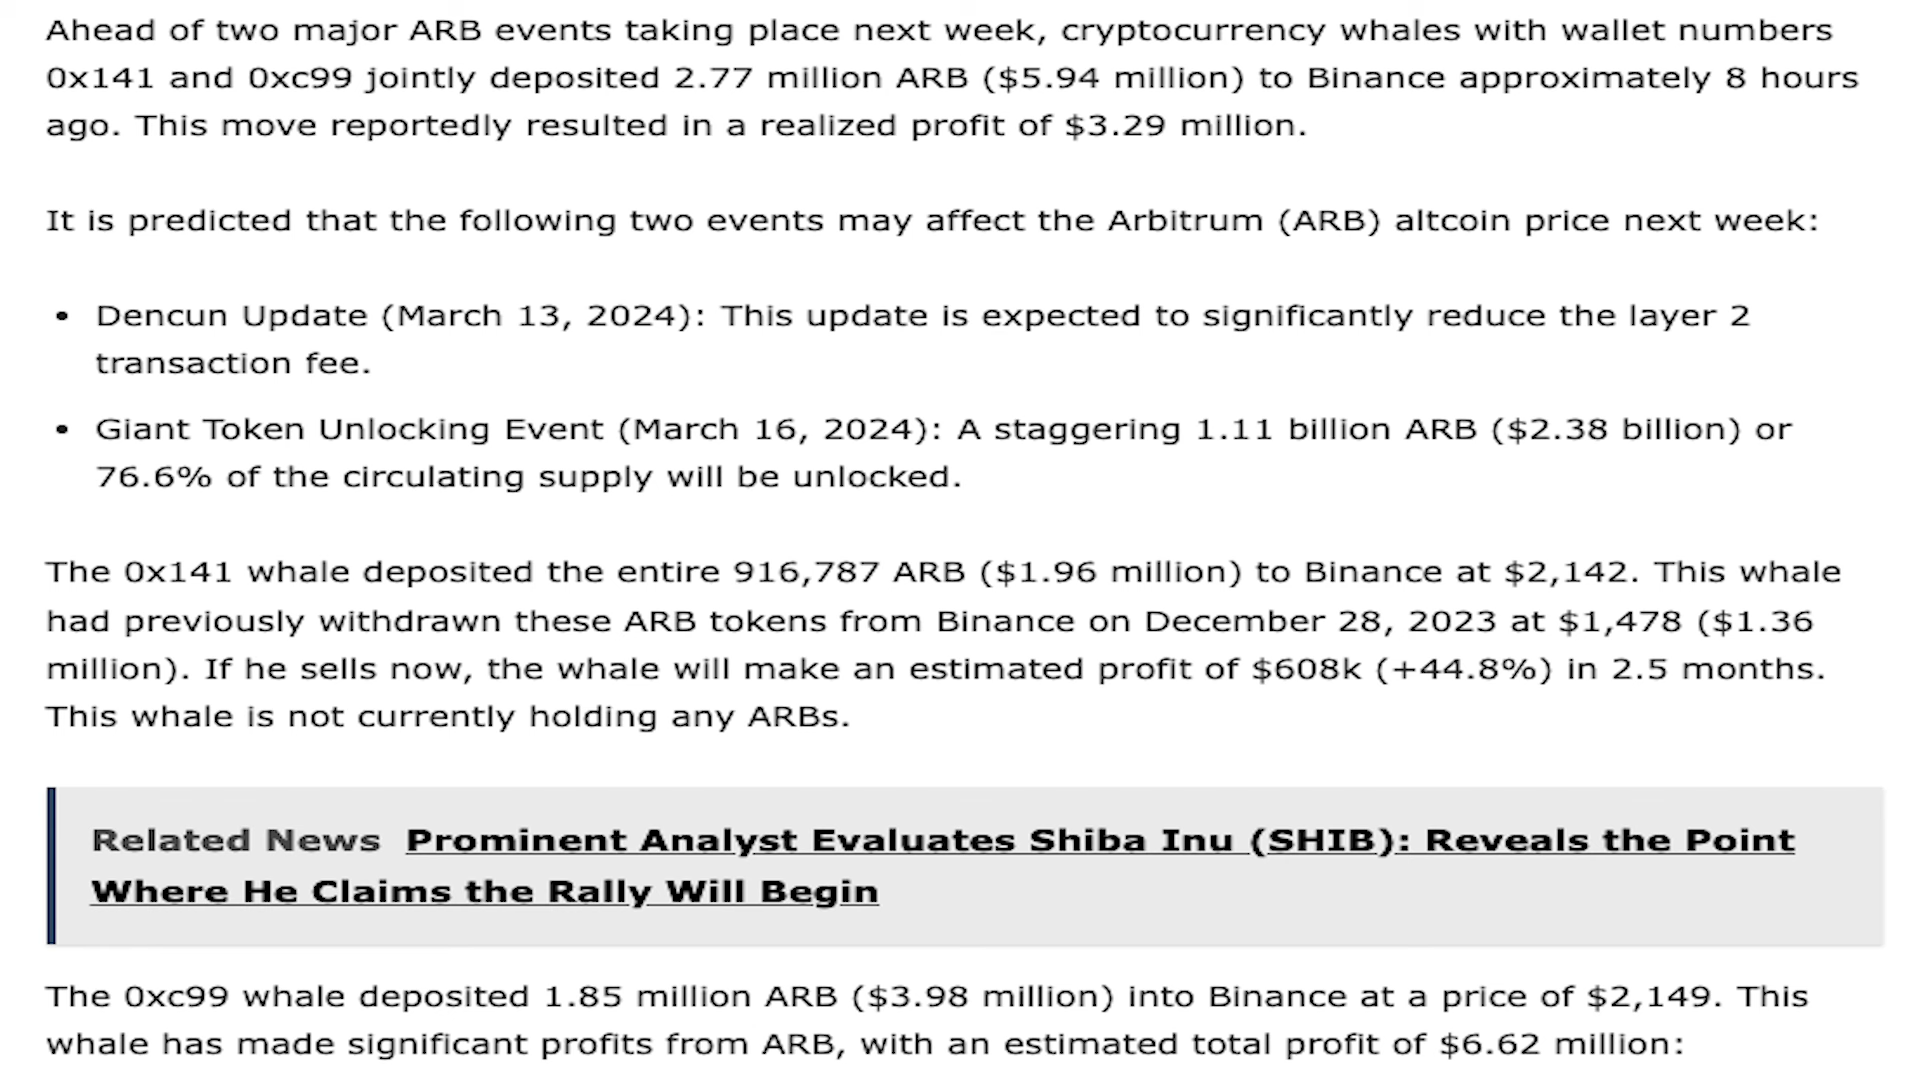 Ahead of two major ARB events taking place next week, cryptocurrency whales with wallet numbers
0x141 and 0xc99 jointly deposited 2.77 million ARB ($5.94 million) to Binance approximately 8 hours
ago. This move reportedly resulted in a realized profit of $3.29 million.
It is predicted that the following two events may affect the Arbitrum (ARB) altcoin price next week:
• Dencun Update (March 13, 2024): This update is expected to significantly reduce the layer 2
transaction fee.
• Giant Token Unlocking Event (March 16, 2024): A staggering 1.11 billion ARB ($2.38 billion) or
76.6% of the circulating supply will be unlocked.
The 0x141 whale deposited the entire 916,787 ARB ($1.96 million) to Binance at $2,142. This whale
had previously withdrawn these ARB tokens from Binance on December 28, 2023 at $1,478 ($1.36
million). If he sells now, the whale will make an estimated profit of $608k (+44.8%) in 2.5 months.
This whale is not currently holding any ARBs.
Related News Prominent Analyst Evaluates Shiba Inu (SHIB): Reveals the Point
Where He Claims the Rally Will Begin
The 0xc99 whale deposited 1.85 million ARB ($3.98 million) into Binance at a price of $2,149. This
whale has made significant profits from ARB, with an estimated total profit of $6.62 million: